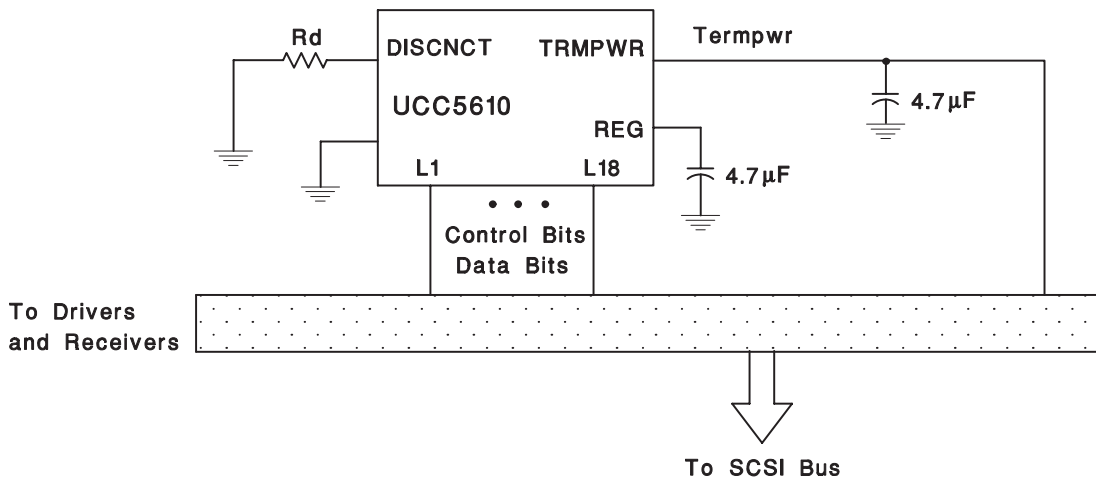 Rd
DISCNCT
TRMPWR
Termpwr
UCC5610
4.7µF
REG
L1
L18
4.7µF
• • •
Control Bits
Data Bits
To Drivers
and Receivers
To SCSI Bus